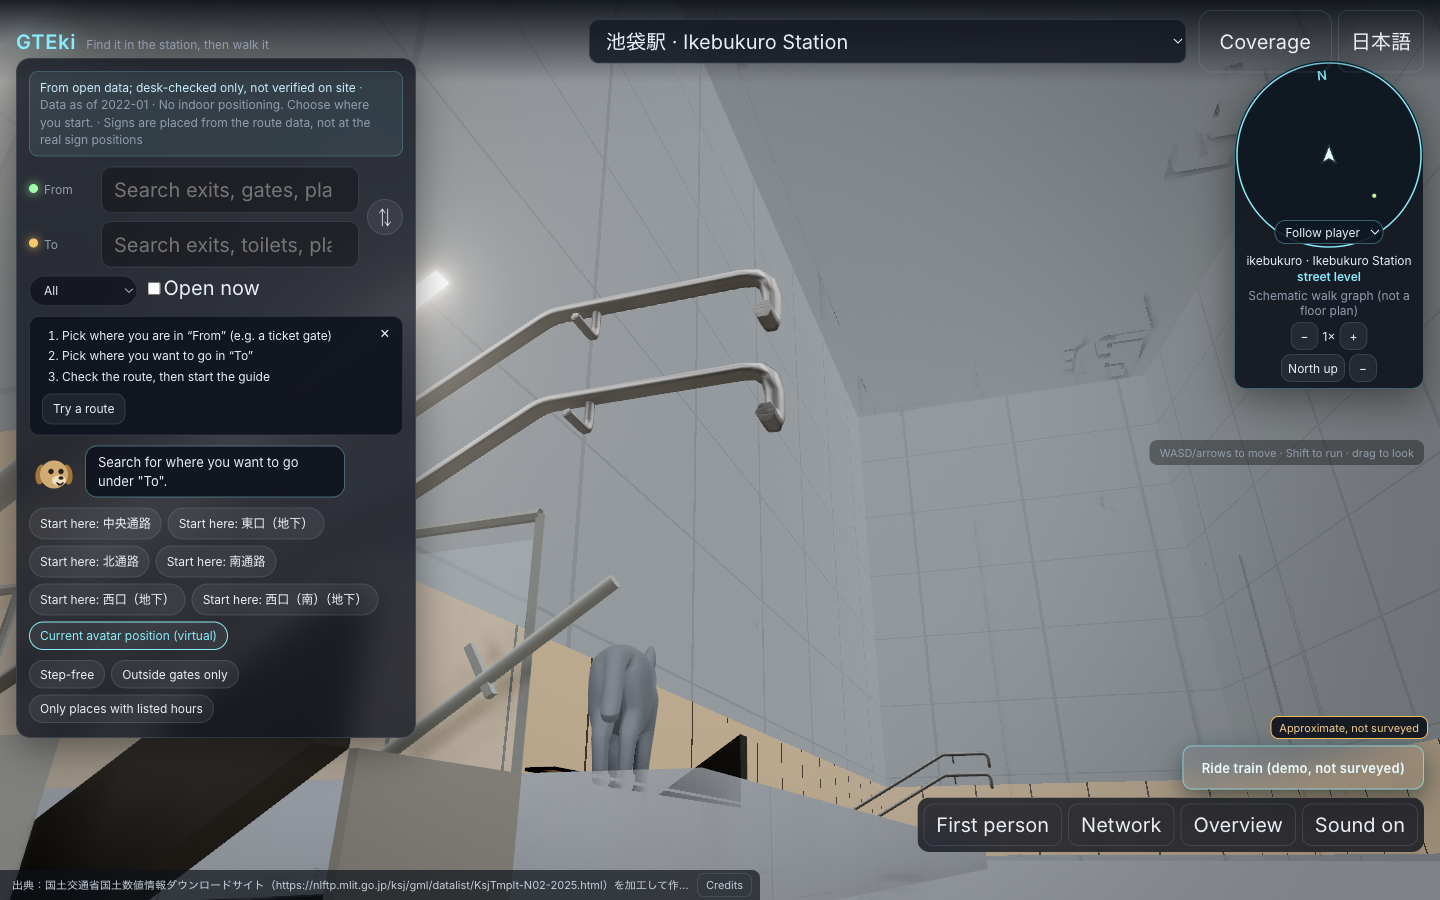 GTEki Find it in the station, then walk it
池袋駅 · Ikebukuro Station
Coverage
日本語
From open data; desk-checked only, not verified on site ·
Data as of 2022-01 · No indoor positioning. Choose where
you start. · Signs are placed from the route data, not at the
real sign positions
From
Search exits, gates, pla
To
Search exits, toilets, pla
All
Open now
1. Pick where you are in “From” (e.g. a ticket gate)
2. Pick where you want to go in “To”
3. Check the route, then start the guide
Try a route
Search for where you want to go
under "To".
Start here: 中央通路
Start here: 東口（地下）
Start here: 北通路
Start here: 南通路
Start here: 西口（地下）
Start here: 西口（南）（地下）
Current avatar position (virtual)
Step-free
Outside gates only
Only places with listed hours
N
Follow player
ikebukuro · Ikebukuro Station
street level
Schematic walk graph (not a
floor plan)
− 1× +
North up −
WASD/arrows to move · Shift to run · drag to look
Approximate, not surveyed
Ride train (demo, not surveyed)
First person
Network
Overview
Sound on
出典：国土交通省国土数値情報ダウンロードサイト（https://nlftp.mlit.go.jp/ksj/gml/datalist/KsjTmplt-N02-2025.html）を加工して作...
Credits